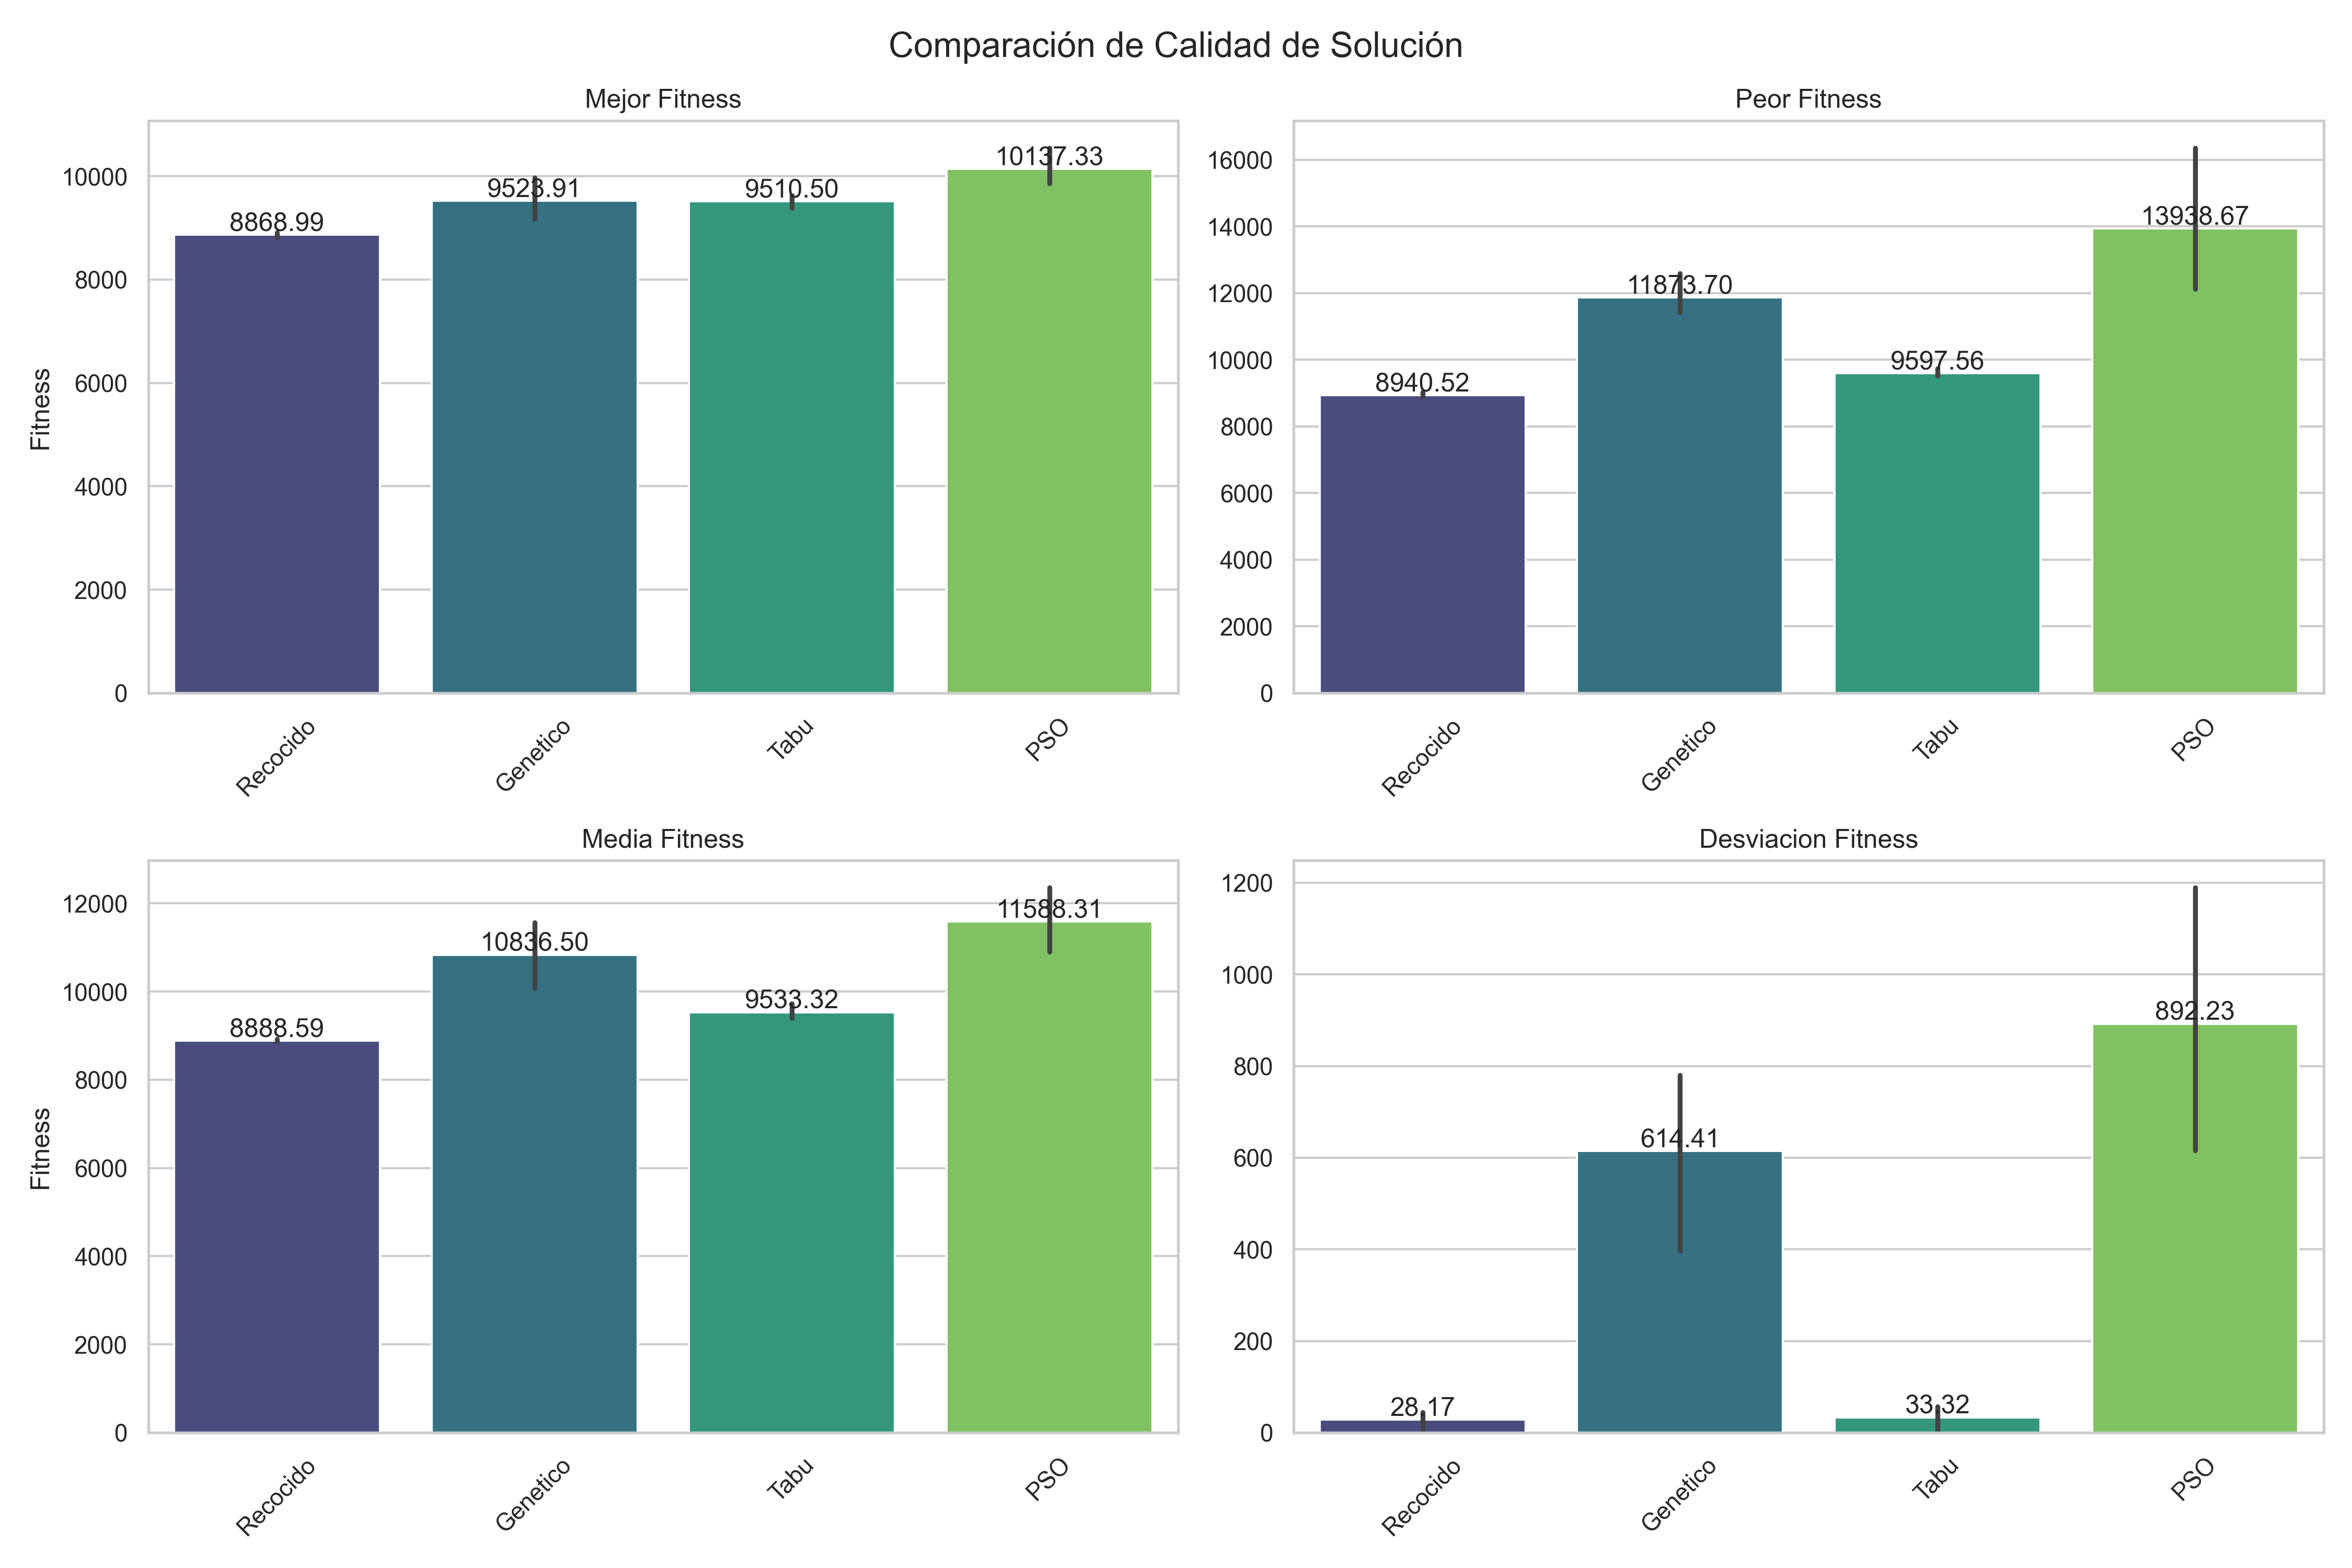 Comparación de Calidad de Solución
Mejor Fitness
Fitness
10000
8000
6000
4000
2000
0
8868.99
9523.91
9510.50
10137.33
Recocido
Genetico
Tabu
PSO
Peor Fitness
16000
14000
12000
10000
8000
6000
4000
2000
0
8940.52
11873.70
9597.56
13938.67
Recocido
Genetico
Tabu
PSO
Media Fitness
Fitness
12000
10000
8000
6000
4000
2000
0
8888.59
10836.50
9533.32
11588.31
Recocido
Genetico
Tabu
PSO
Desviacion Fitness
1200
1000
800
600
400
200
0
28.17
614.41
33.32
892.23
Recocido
Genetico
Tabu
PSO